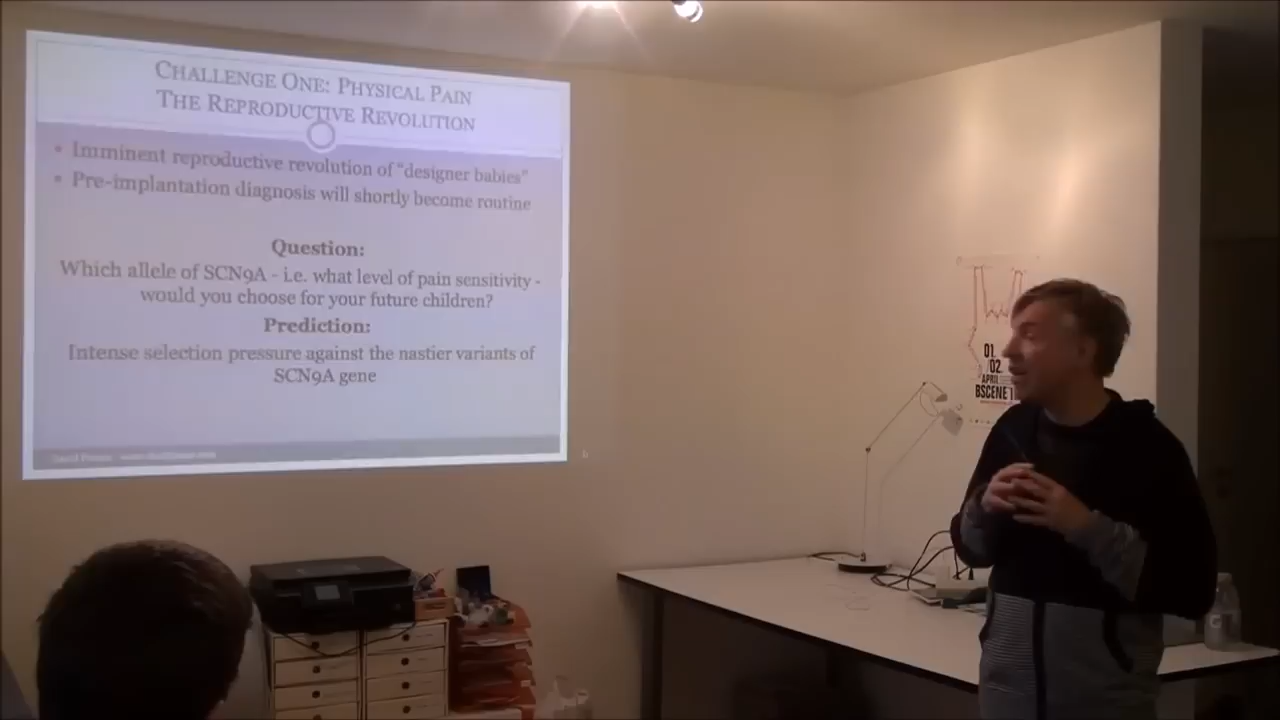 CHALLENGE ONE: PHYSICAL PAIN
THE REPRODUCTIVE REVOLUTION
• Imminent reproductive revolution of "designer babies"
• Pre-implantation diagnosis will shortly become routine
Question:
Which allele of SCN9A - i.e. what level of pain sensitivity -
would you choose for your future children?
Prediction:
Intense selection pressure against the nastier variants of
SCN9A gene
01.
/02.
APRIL
BSCENE